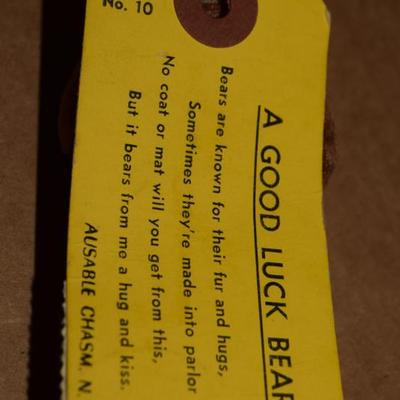 No. 10
A GOOD LUCK BEAR
Bears are known for their fur and hugs,
Sometimes they're made into parlor
No coat or mat will you get from this,
But it bears from me a hug and kiss.
AUSABLE CHASM, N.